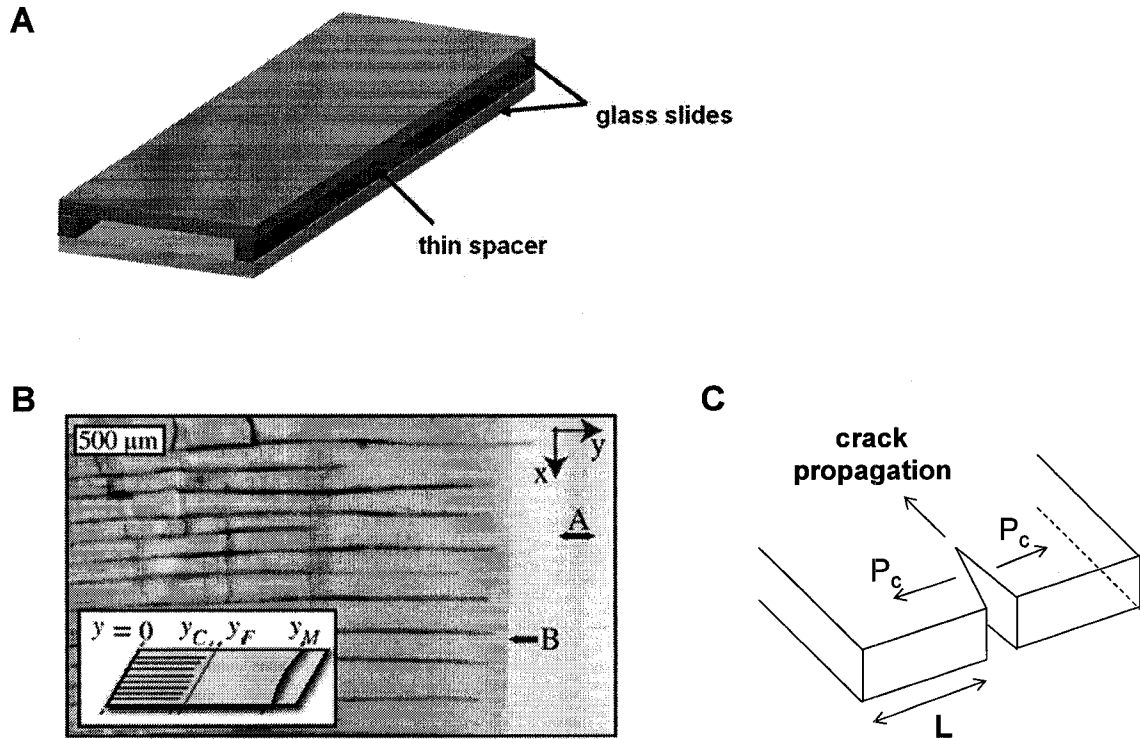 A
glass slides
thin spacer
B
500 μm
y
x
A
B
y = 0 y_C y_F y_M
C
crack
propagation
P_c
P_c
L